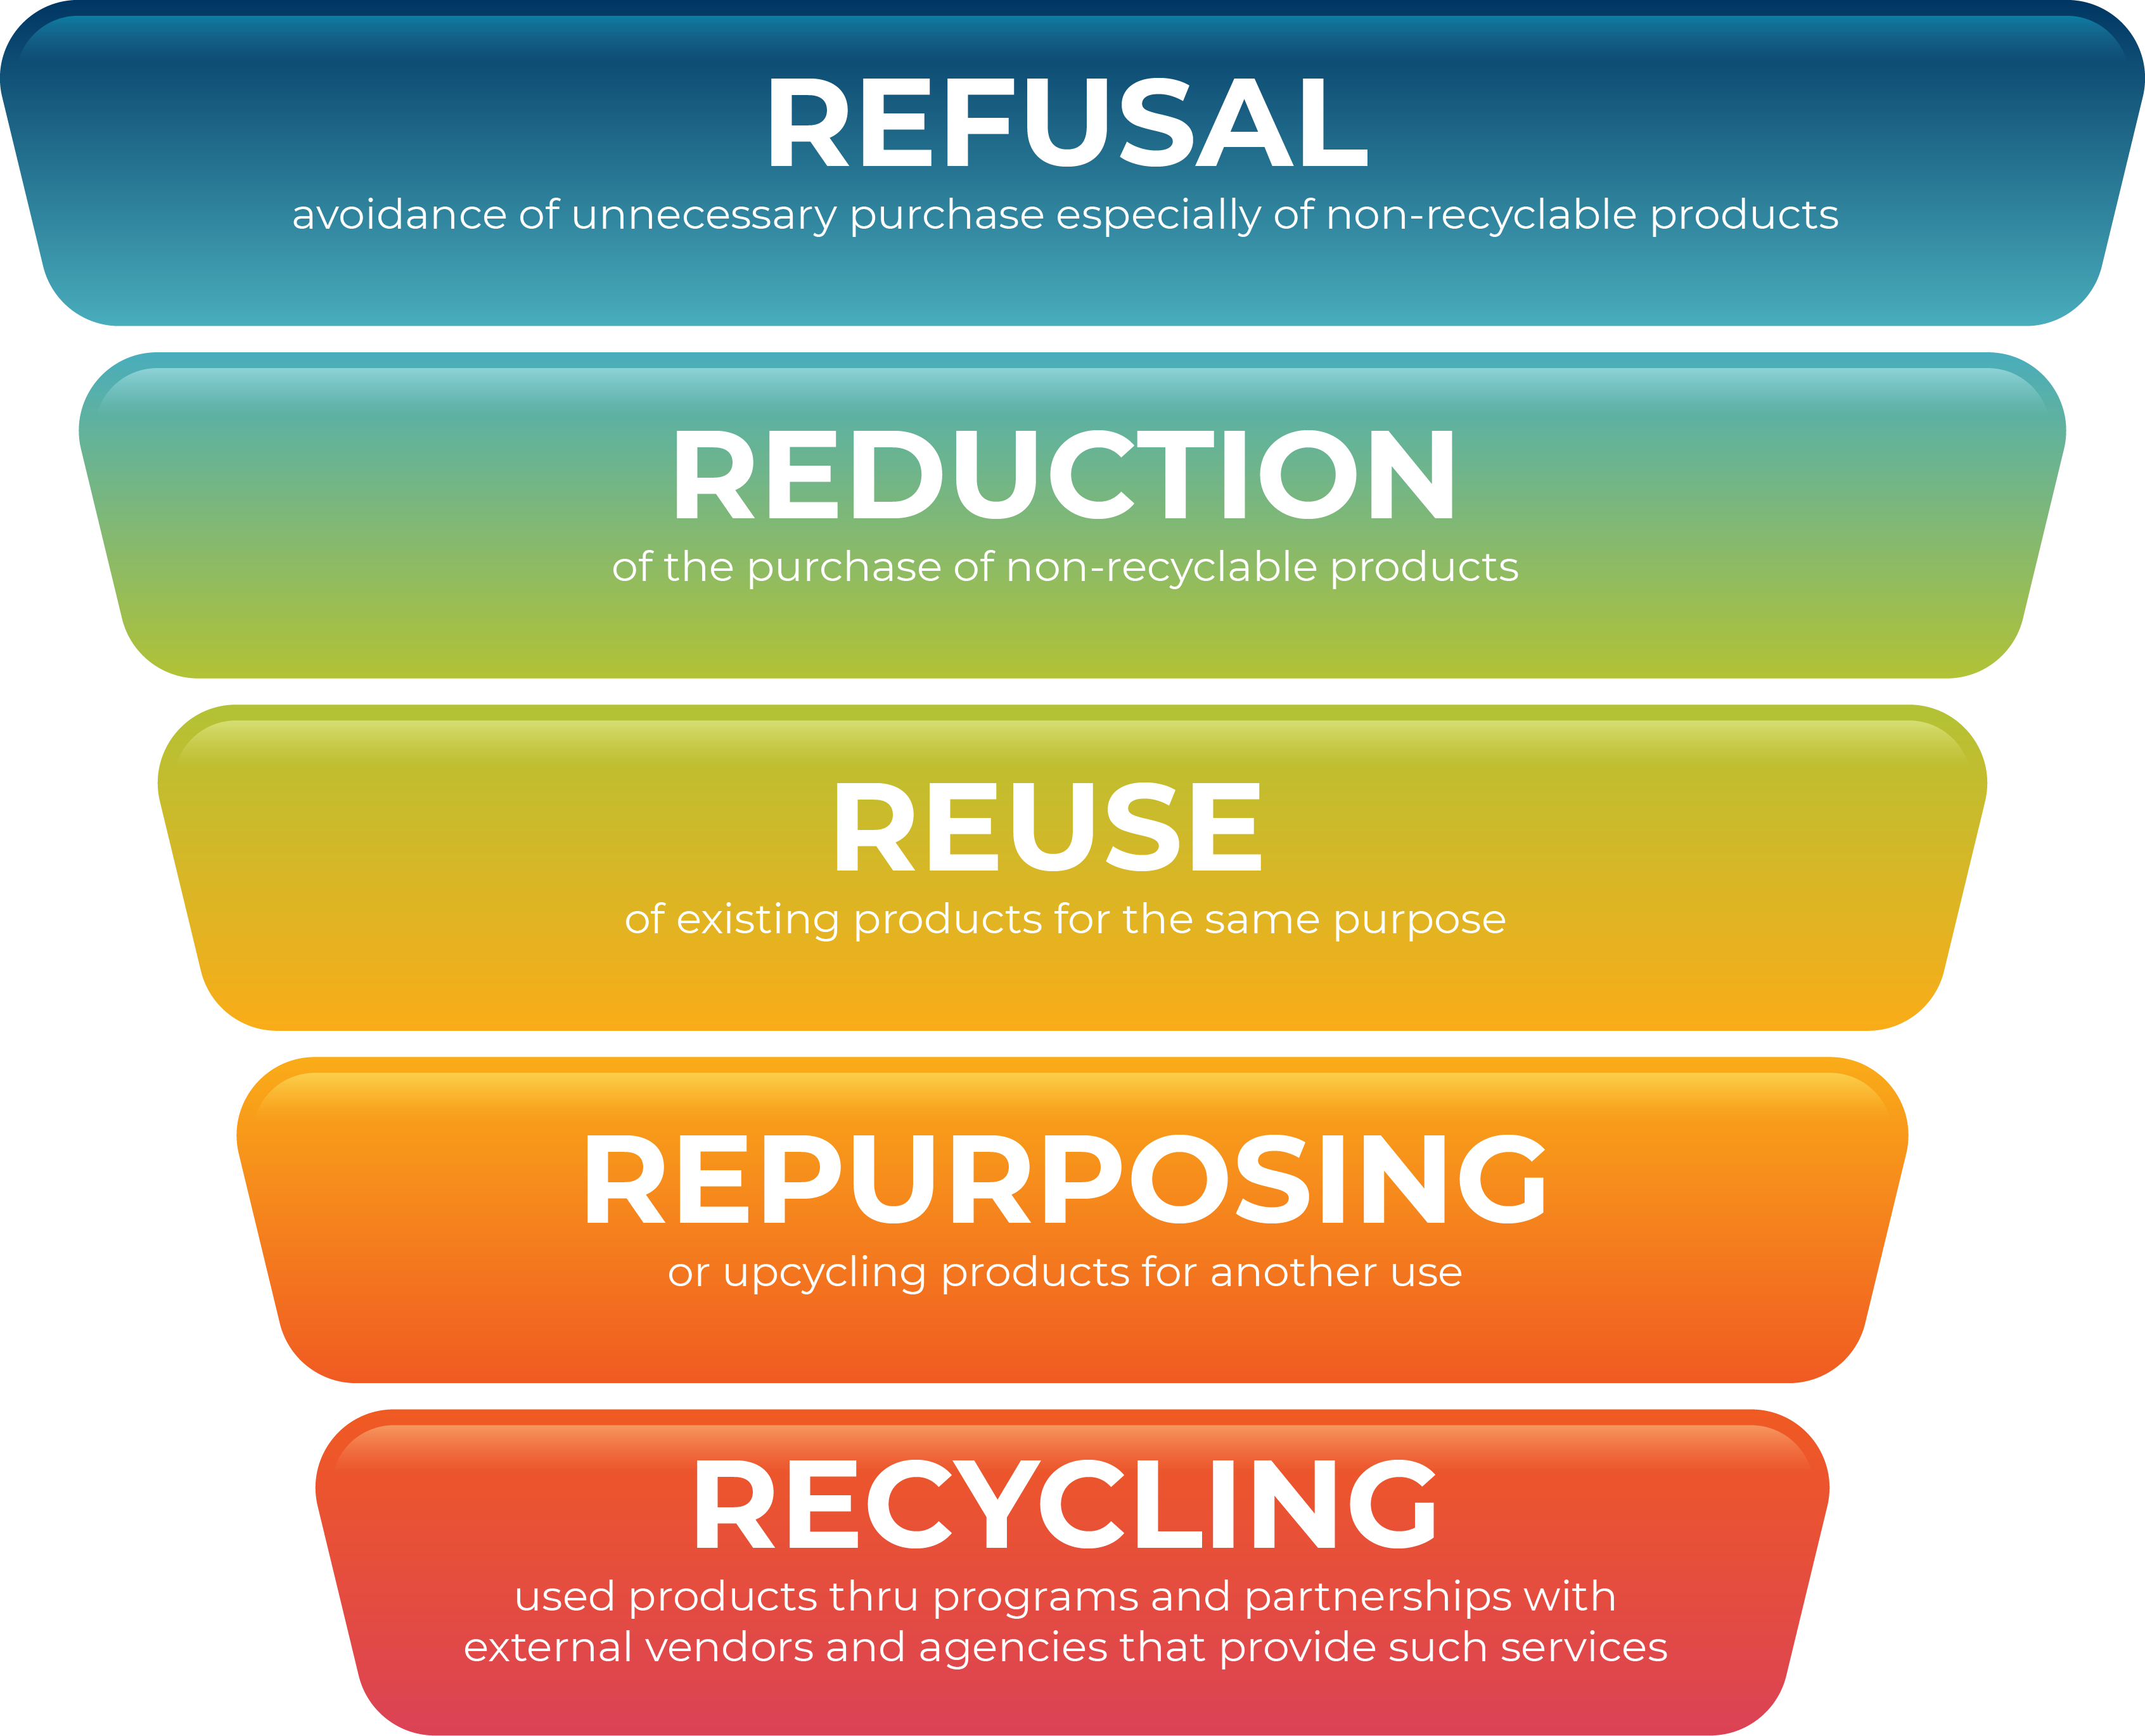 REFUSAL
avoidance of unnecessary purchase especially of non-recyclable products
REDUCTION
of the purchase of non-recyclable products
REUSE
of existing products for the same purpose
REPURPOSING
or upcycling products for another use
RECYCLING
used products thru programs and partnerships with
external vendors and agencies that provide such services